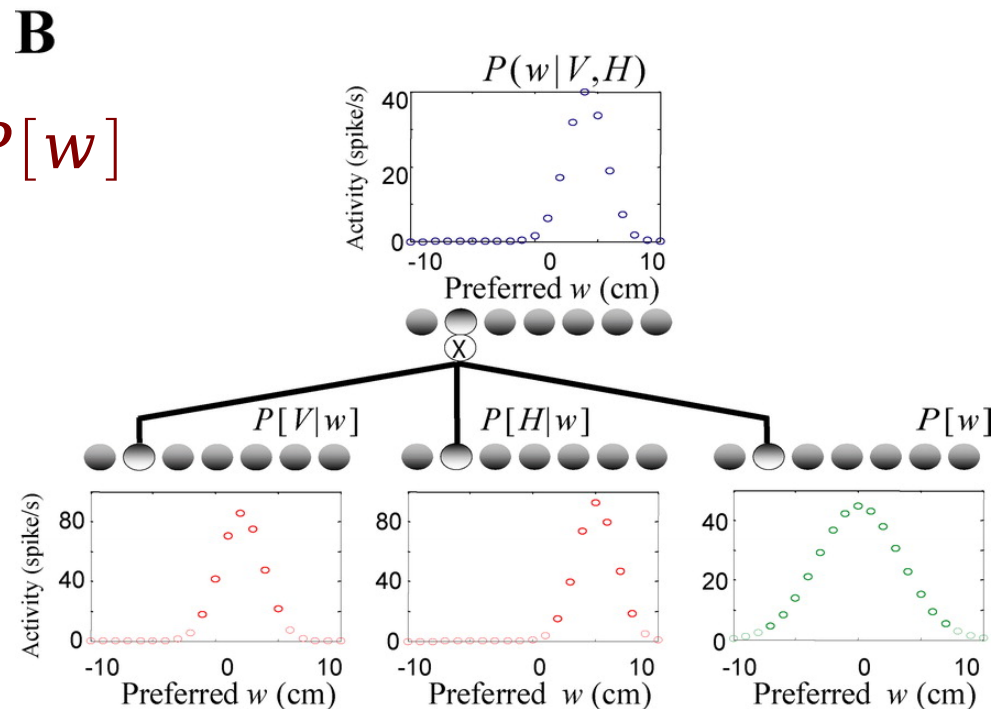 B
P[w]
P(w|V,H)
Activity (spike/s)
40
20
0
-10 0 10
Preferred w (cm)
X
P[V|w] P[H|w] P[w]
Activity (spike/s)
80
40
0
-10 0 10
Preferred w (cm)
80
40
0
-10 0 10
Preferred w (cm)
40
20
0
-10 0 10
Preferred w (cm)